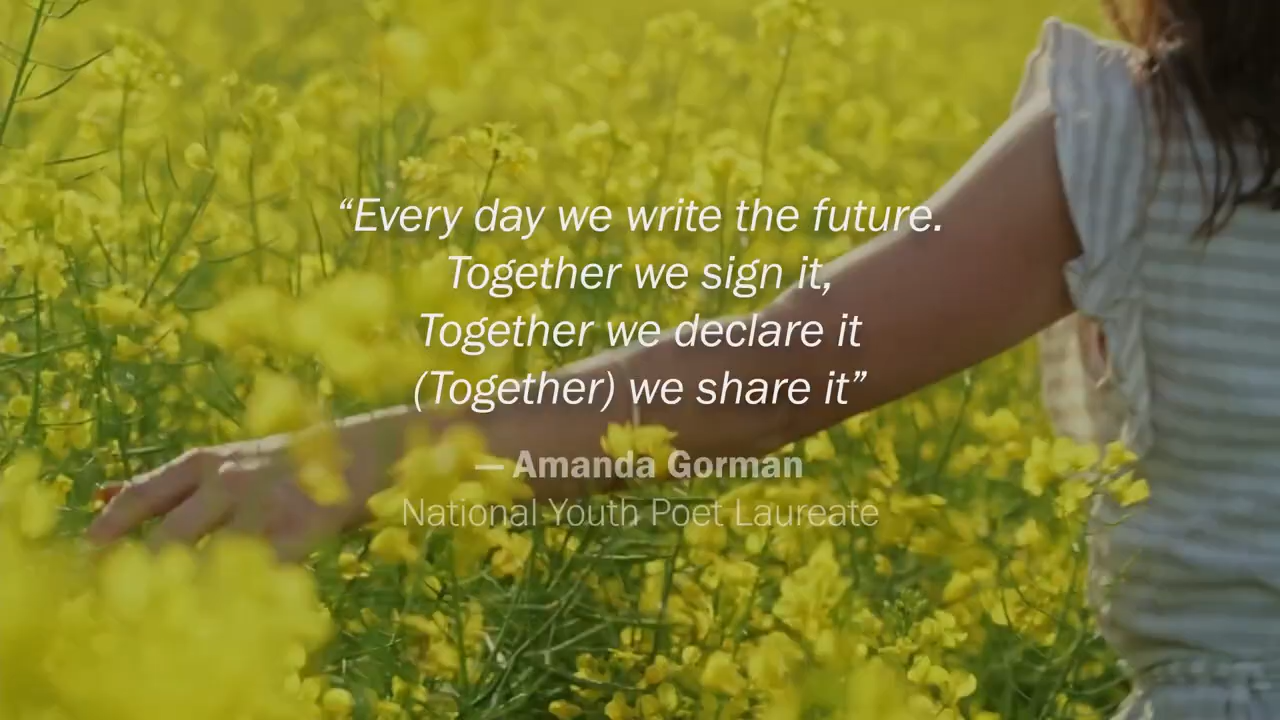 “Every day we write the future.
Together we sign it,
Together we declare it
(Together) we share it”
— Amanda Gorman
National Youth Poet Laureate